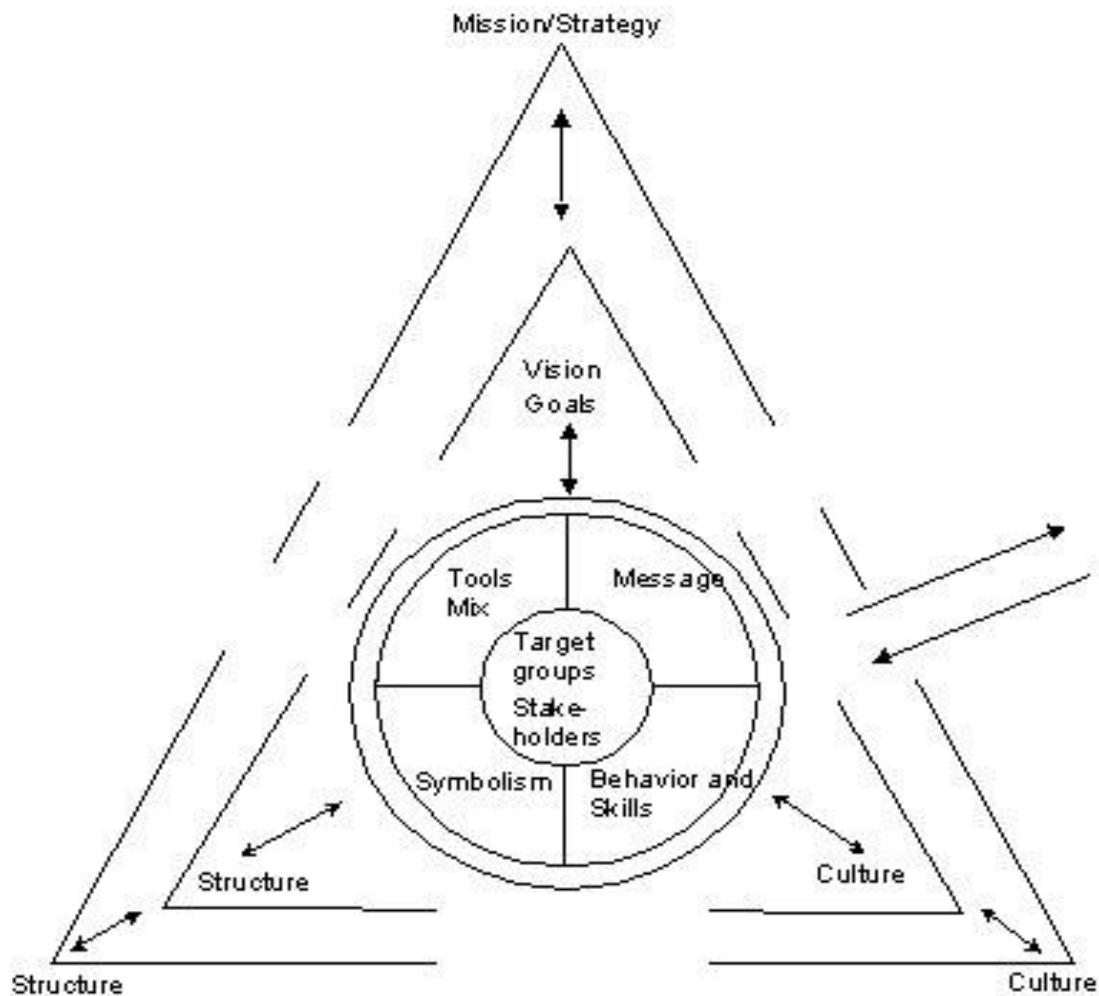 Mission/Strategy
Vision
Goals
Tools
Mix
Message
Target
groups
Stake-
holders
Symbolism
Behavior and
Skills
Structure
Culture
Structure
Culture